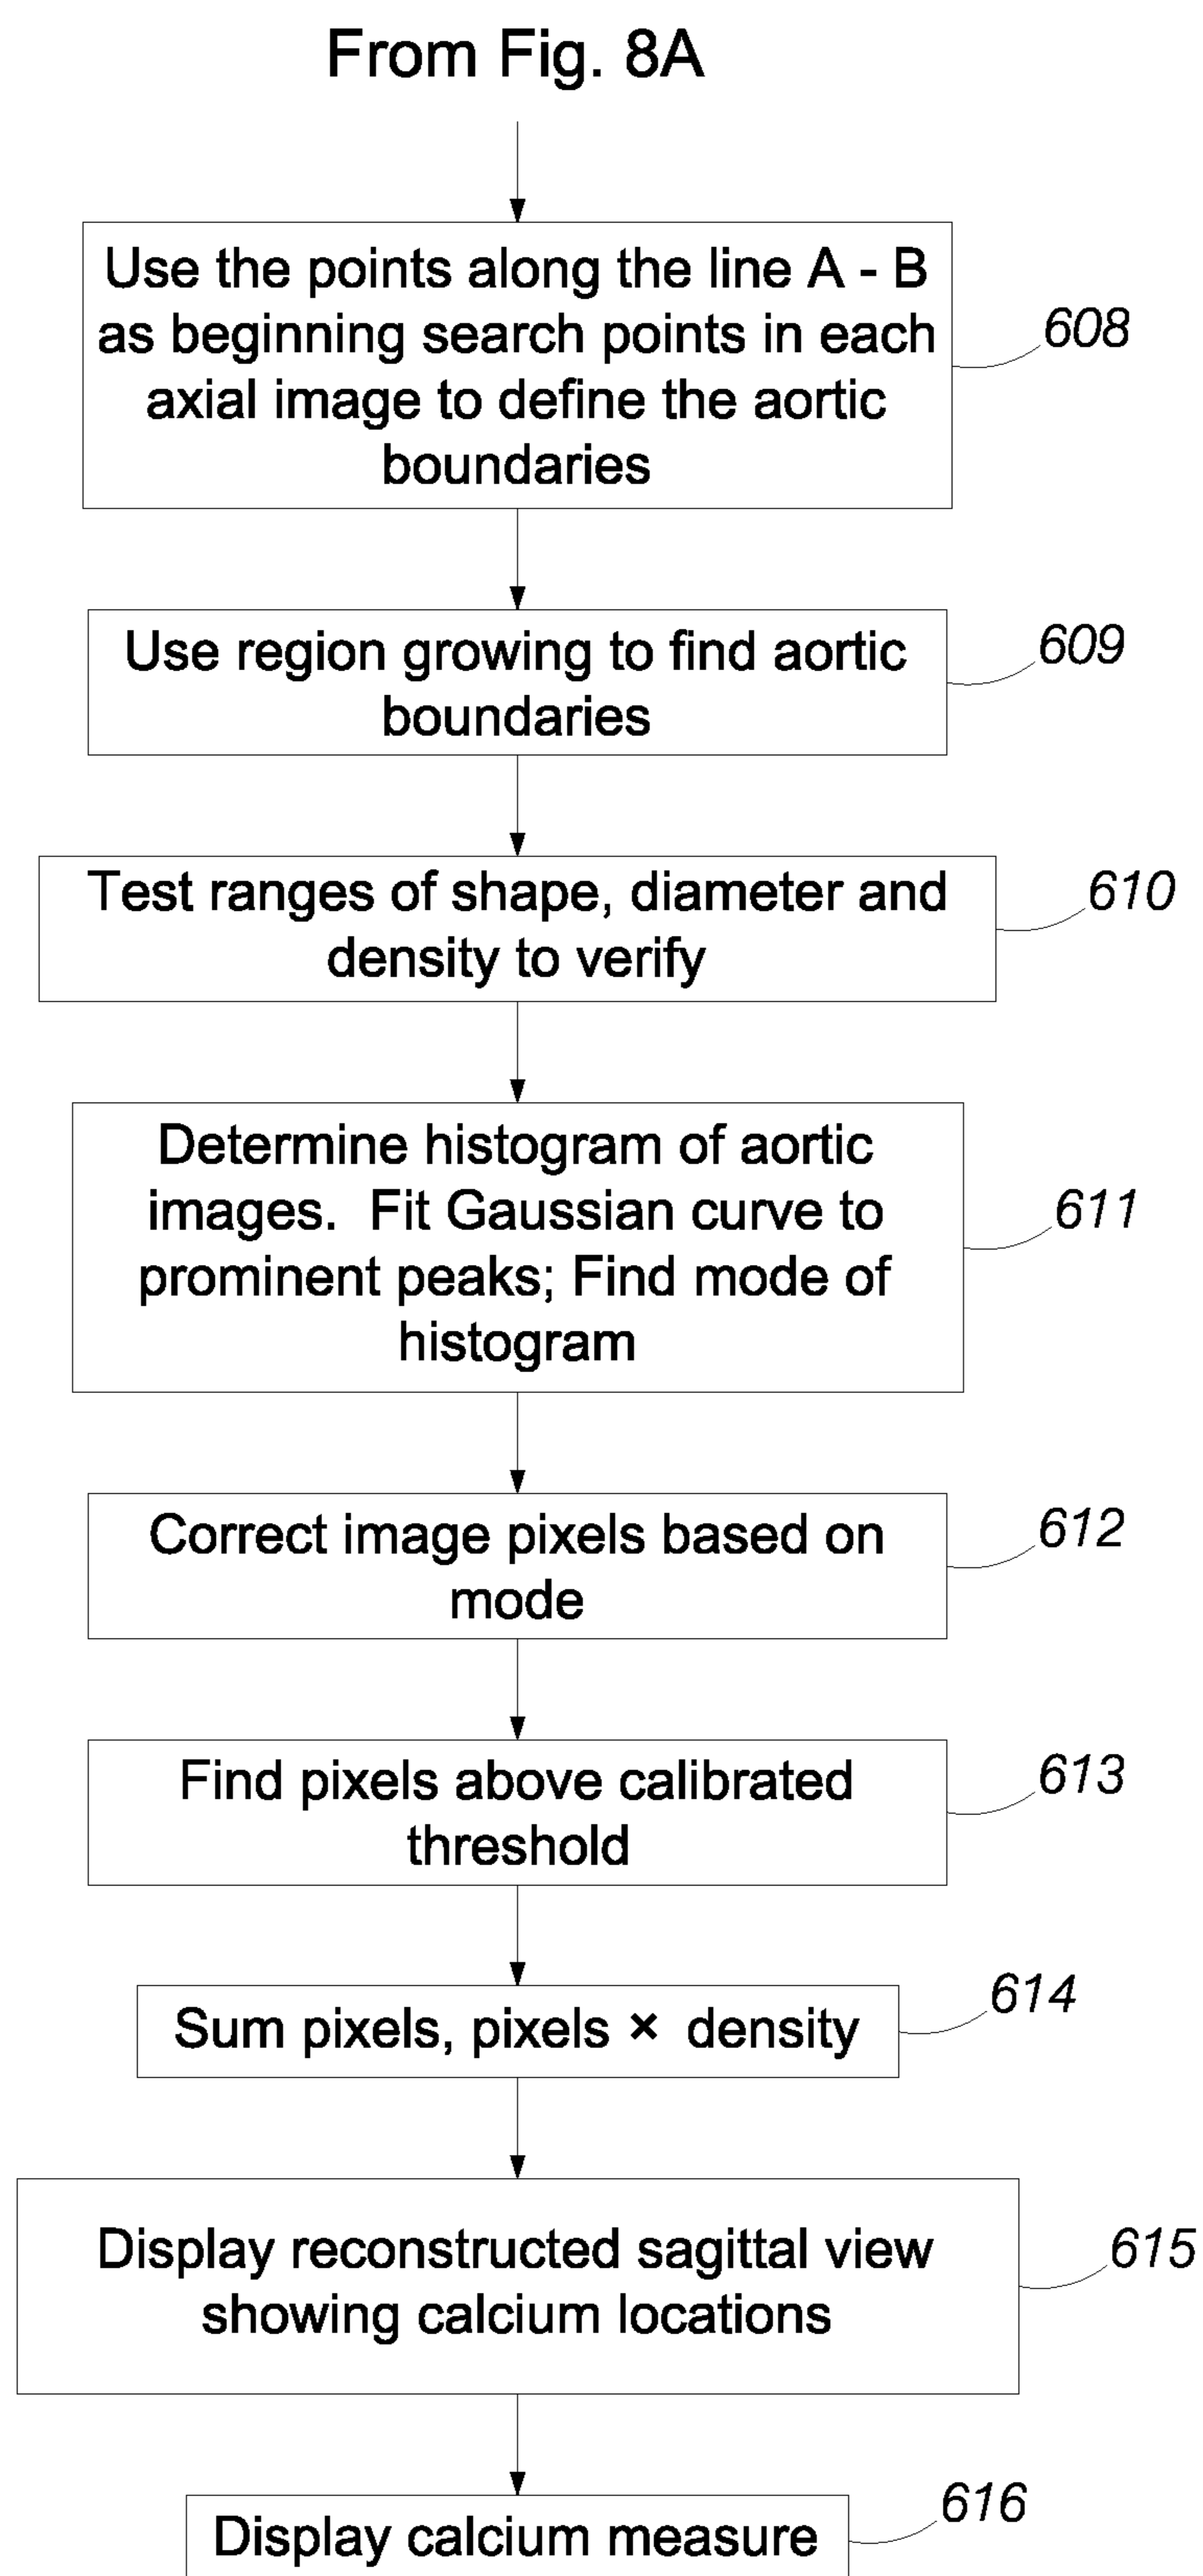 From Fig. 8A
Use the points along the line A - B
as beginning search points in each
axial image to define the aortic
boundaries
608
Use region growing to find aortic
boundaries
609
Test ranges of shape, diameter and
density to verify
610
Determine histogram of aortic
images.  Fit Gaussian curve to
prominent peaks; Find mode of
histogram
611
Correct image pixels based on
mode
612
Find pixels above calibrated
threshold
613
Sum pixels, pixels × density
614
Display reconstructed sagittal view
showing calcium locations
615
Display calcium measure
616